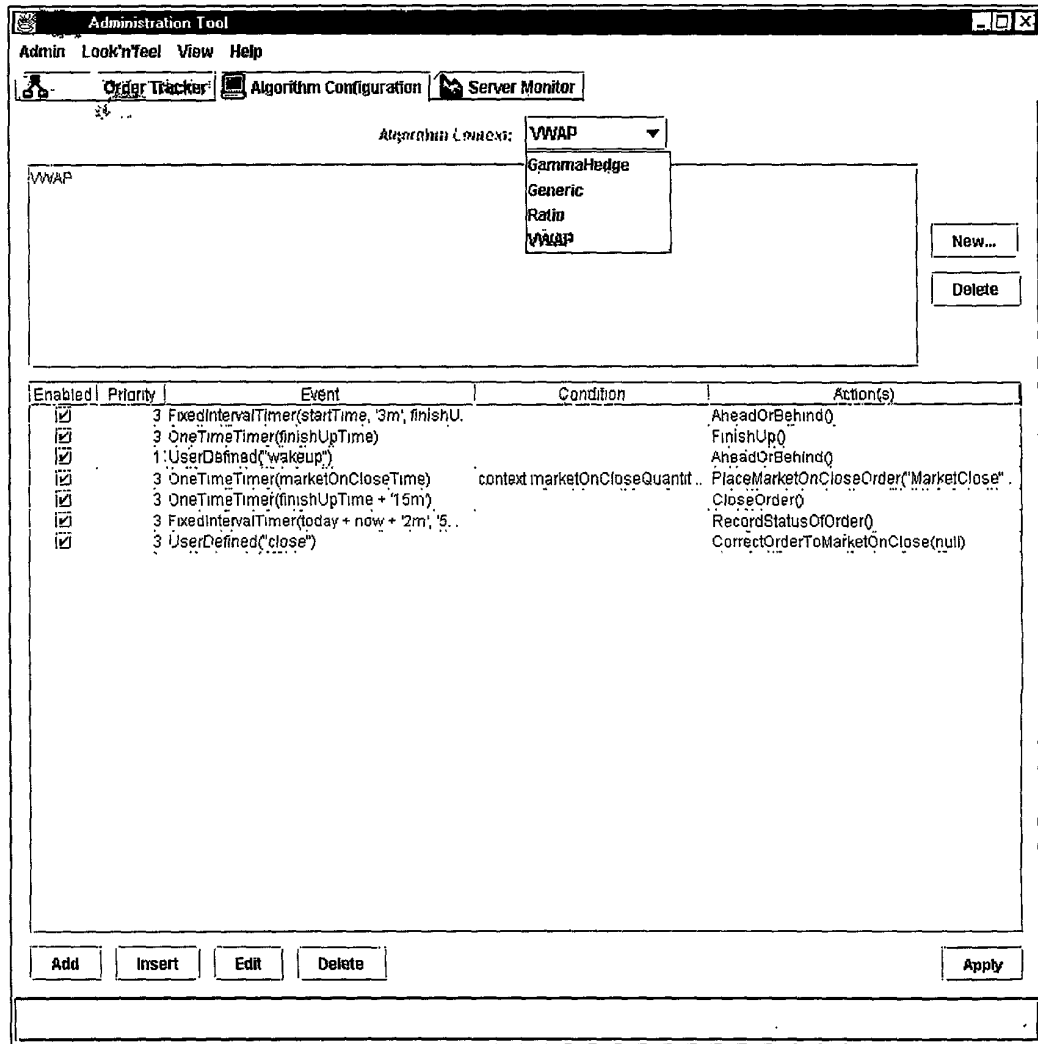 Administration Tool
Admin Look'n'feel View Help
Order Tracker Algorithm Configuration Server Monitor
Algorithm Context: VWAP
GammaHedge
Generic
Ratio
VWAP
VWAP
New...
Delete
Enabled Priority Event Condition Action(s)
3 FixedIntervalTimer(startTime, '3m', finishU. AheadOrBehind()
3 OneTimeTimer(finishUpTime) FinishUp()
1 UserDefined("wakeup") AheadOrBehind()
3 OneTimeTimer(marketOnCloseTime) context marketOnCloseQuantit .. PlaceMarketOnCloseOrder("MarketClose" .
3 OneTimeTimer(finishUpTime + '15m') CloseOrder()
3 FixedIntervalTimer(today + now + '2m', '5. . RecordStatusOfOrder()
3 UserDefined("close") CorrectOrderToMarketOnClose(null)
Add Insert Edit Delete Apply